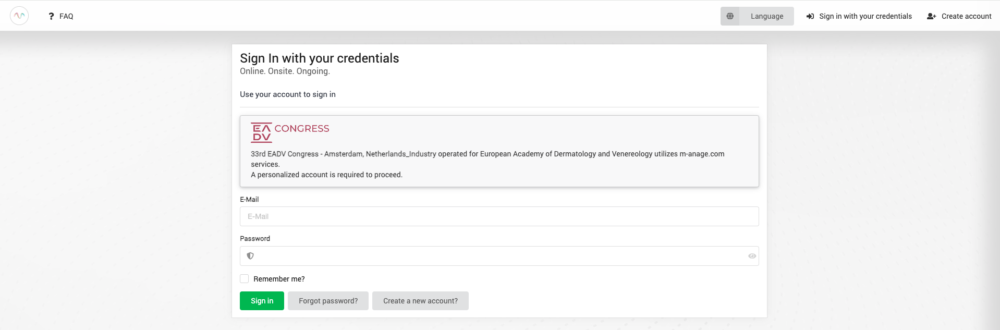 FAQ
Language
Sign in with your credentials
Create account
Sign In with your credentials
Online. Onsite. Ongoing.
Use your account to sign in
EADV CONGRESS
33rd EADV Congress - Amsterdam, Netherlands_Industry operated for European Academy of Dermatology and Venereology utilizes m-anage.com
services.
A personalized account is required to proceed.
E-Mail
E-Mail
Password
Remember me?
Sign in
Forgot password?
Create a new account?